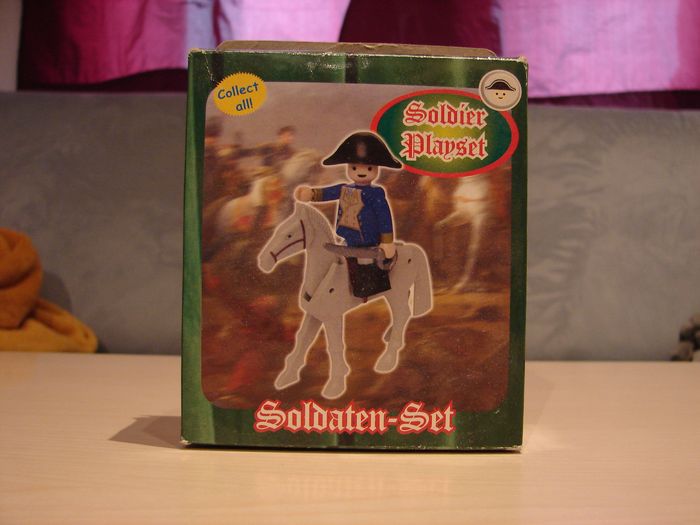 Collect
all!
Soldier
Playset
Soldaten-Set